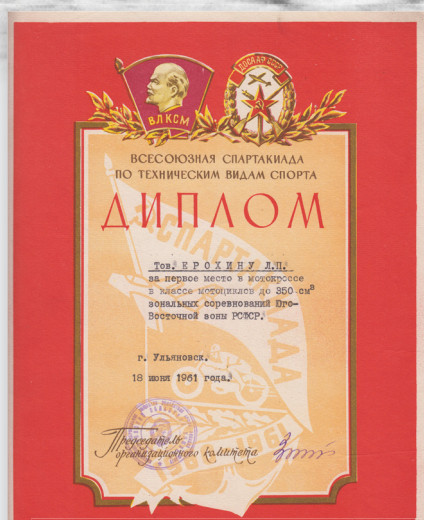 ВЛКСМ
ДОСААФ СССР
ВСЕСОЮЗНАЯ СПАРТАКИАДА
ПО ТЕХНИЧЕСКИМ ВИДАМ СПОРТА
ДИПЛОМ
СПАРТАКИАДА
Тов. ЕРОХИНУ Л.П.
за первое место в мотокроссе
в классе мотоциклов до 350 см³
зональных соревнований Юго-
Восточной зоны РСФСР.
г. Ульяновск.
18 июня 1961 года.
Председатель
организационного комитета